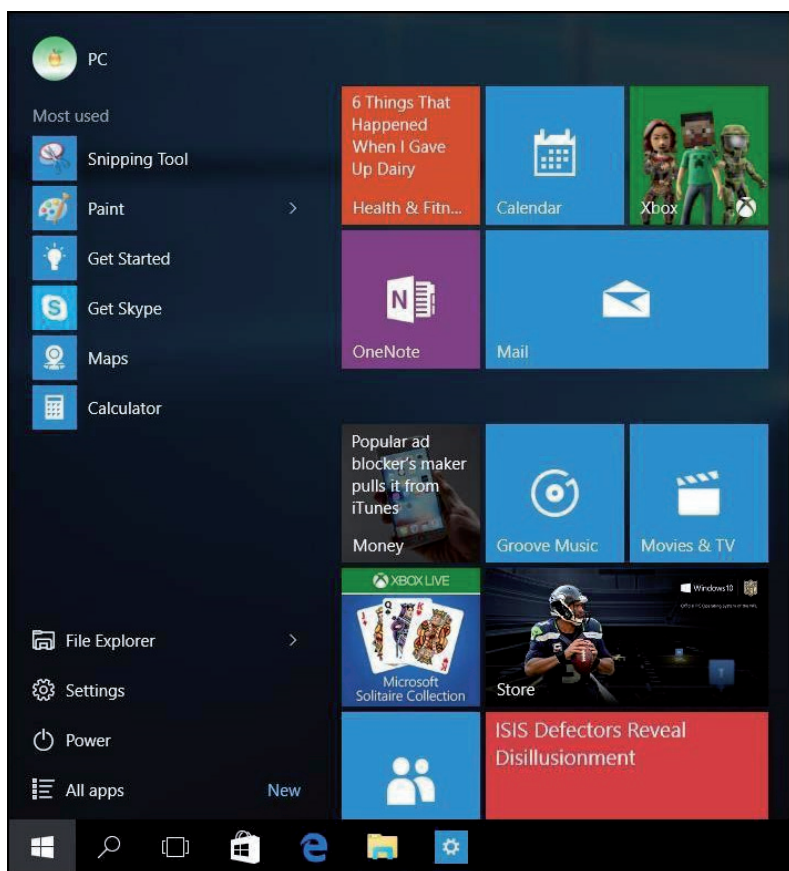 PC
Most used
Snipping Tool
Paint
Get Started
Get Skype
Maps
Calculator
File Explorer
Settings
Power
All apps
New
6 Things That
Happened
When I Gave
Up Dairy
Health & Fitn...
Calendar
Xbox
OneNote
Mail
Popular ad
blocker's maker
pulls it from
iTunes
Money
Groove Music
Movies & TV
XBOX LIVE
Microsoft
Solitaire Collection
Windows 10
Store
ISIS Defectors Reveal
Disillusionment